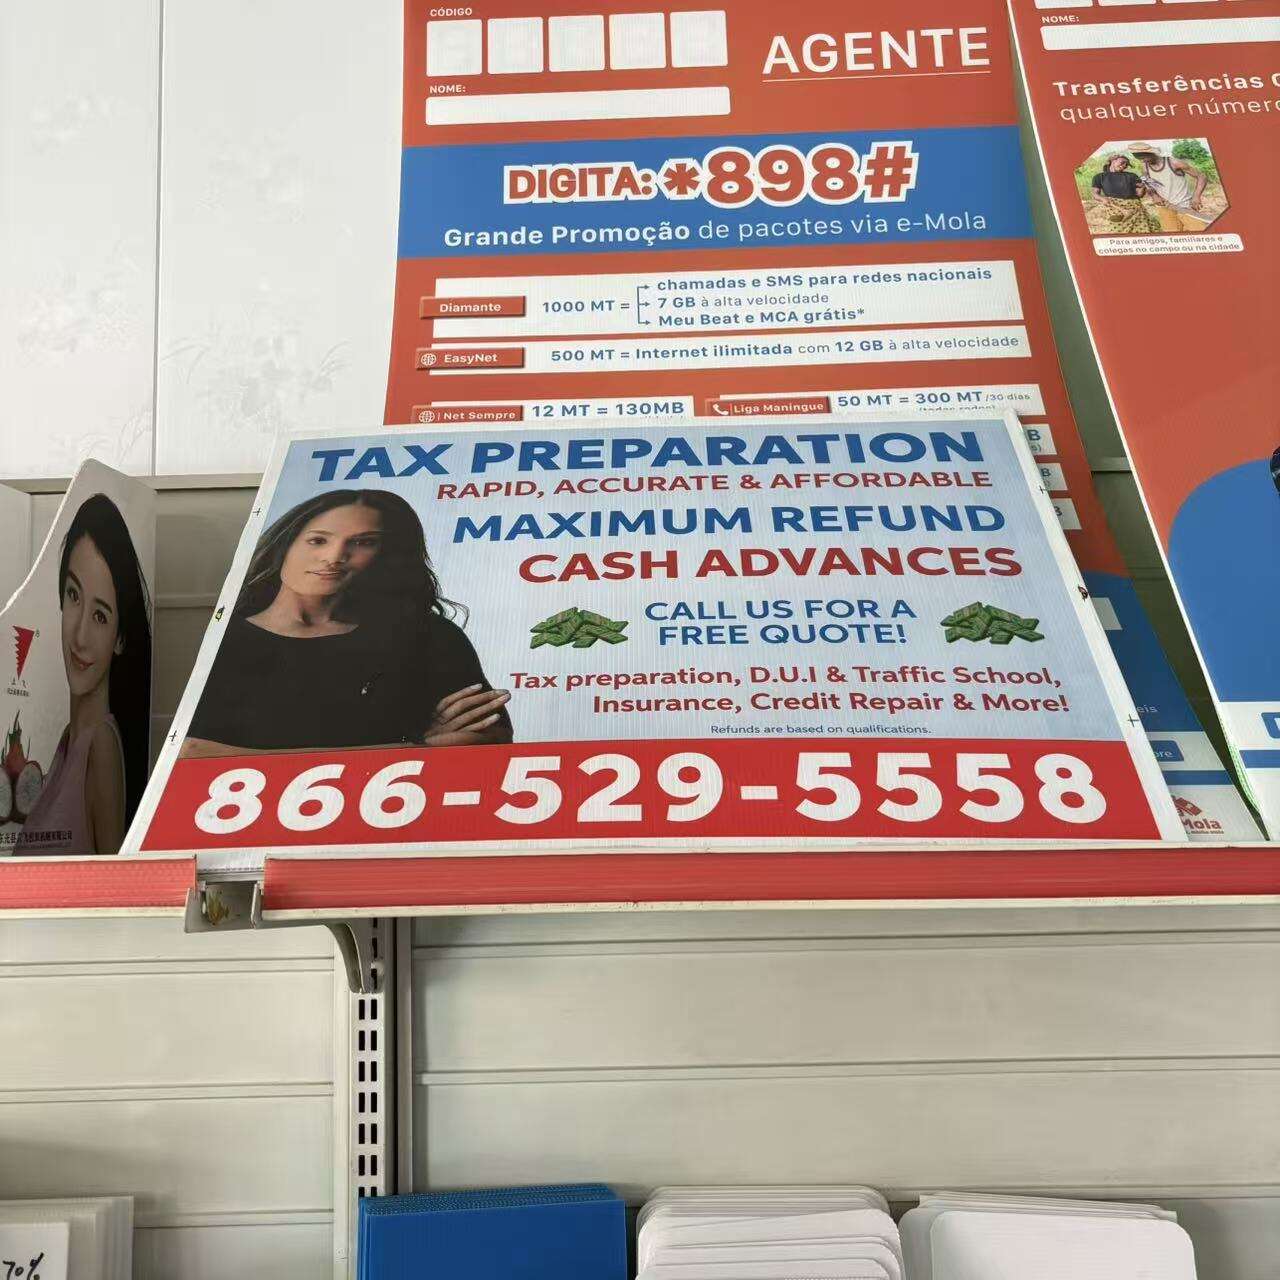 CÓDIGO
NOME:
AGENTE
DIGITA:*898#
Grande Promoção de pacotes via e-Mola
Diamante
1000 MT =
chamadas e SMS para redes nacionais
7 GB à alta velocidade
Meu Beat e MCA grátis*
EasyNet
500 MT = Internet ilimitada com 12 GB à alta velocidade
Net Sempre
12 MT = 130MB
Liga Maningue
50 MT = 300 MT /30 dias
NOME:
Transferências
qualquer número
Para amigos, familiares e
colegas no campo ou na cidade
TAX PREPARATION
RAPID, ACCURATE & AFFORDABLE
MAXIMUM REFUND
CASH ADVANCES
CALL US FOR A
FREE QUOTE!
Tax preparation, D.U.I & Traffic School,
Insurance, Credit Repair & More!
Refunds are based on qualifications.
866-529-5558
Mola
70%